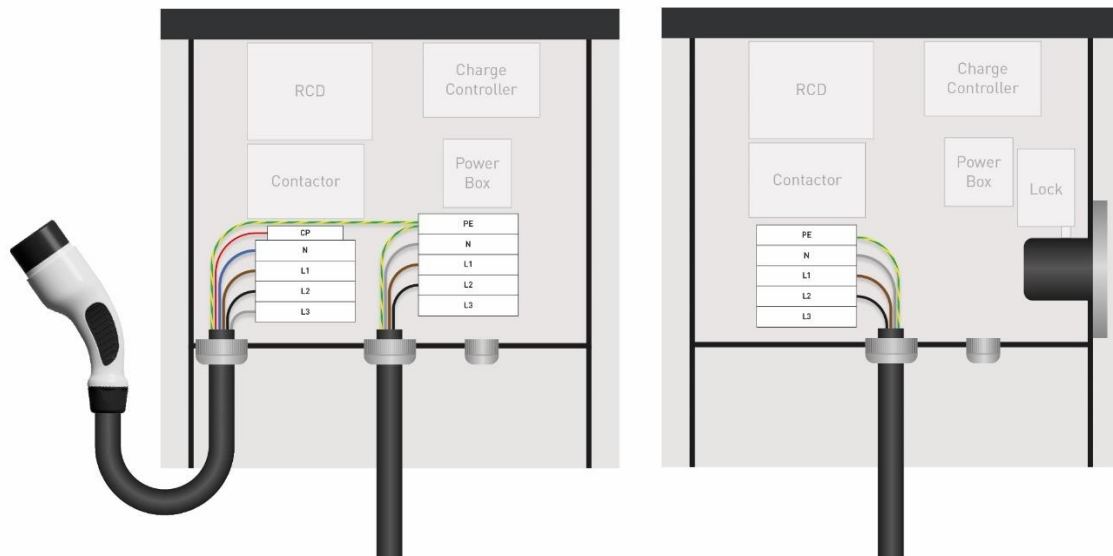 RCD
Charge
Controller
Contactor
Power
Box
CP
N
L1
L2
L3
PE
N
L1
L2
L3
RCD
Charge
Controller
Contactor
Power
Box
Lock
PE
N
L1
L2
L3